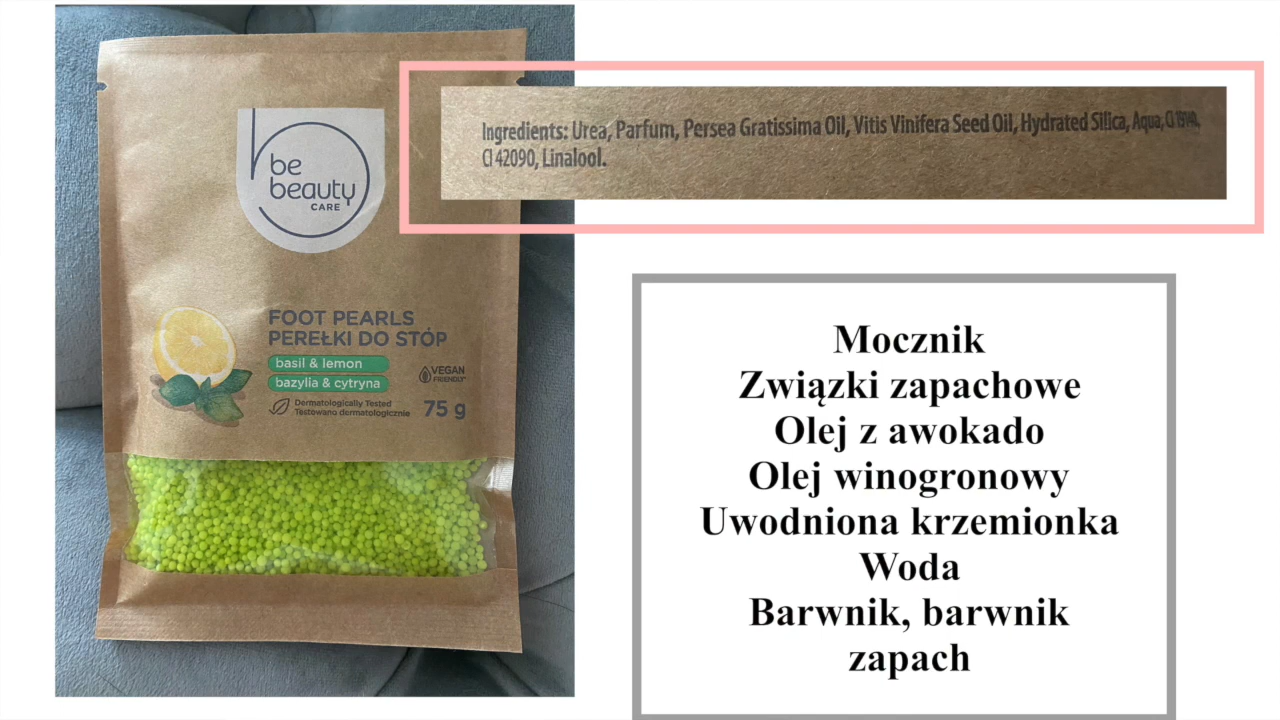 be
beauty
CARE
FOOT PEARLS
PEREŁKI DO STÓP
basil & lemon
bazylia & cytryna
VEGAN
FRIENDLY
Dermatologically Tested
Testowano dermatologicznie
75 g
Ingredients: Urea, Parfum, Persea Gratissima Oil, Vitis Vinifera Seed Oil, Hydrated Silica, Aqua, CI
CI 42090, Linalool.
Mocznik
Związki zapachowe
Olej z awokado
Olej winogronowy
Uwodniona krzemionka
Woda
Barwnik, barwnik
zapach